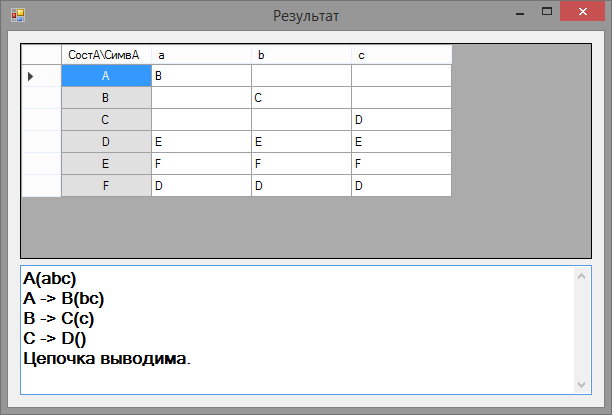 Результат
СостА\СимвА a b c
A B
B C
C D
D E E E
E F F F
F D D D
A(abc)
A -> B(bc)
B -> C(c)
C -> D()
Цепочка выводима.